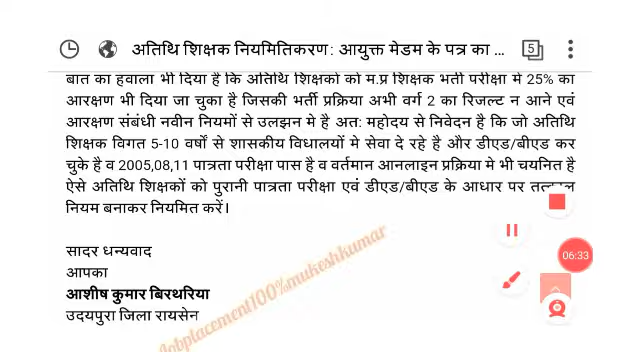 अतिथि शिक्षक नियमितिकरण: आयुक्त मेडम के पत्र का ...
5
बात का हवाला भी दिया है कि अतिथि शिक्षकों को म.प्र शिक्षक भर्ती परीक्षा में 25% का
आरक्षण भी दिया जा चुका है जिसकी भर्ती प्रक्रिया अभी वर्ग 2 का रिजल्ट न आने एवं
आरक्षण संबंधी नवीन नियमों से उलझन मे है अतः महोदय से निवेदन है कि जो अतिथि
शिक्षक विगत 5-10 वर्षों से शासकीय विधालयों मे सेवा दे रहे है और डीएड/बीएड कर
चुके है व 2005,08,11 पात्रता परीक्षा पास है व वर्तमान आनलाइन प्रक्रिया मे भी चयनित है
ऐसे अतिथि शिक्षकों को पुरानी पात्रता परीक्षा एवं डीएड/बीएड के आधार पर
नियम बनाकर नियमित करें।
06:33
सादर धन्यवाद
आपका
आशीष कुमार बिरथरिया
उदयपुरा जिला रायसेन
Jobplacement100%mukeshkumar